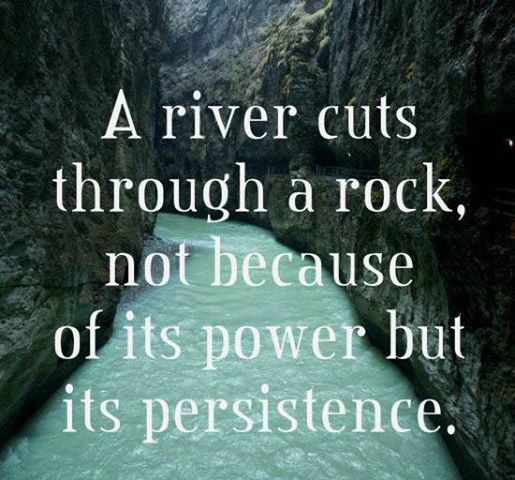 A river cuts
through a rock,
not because
of its power but
its persistence.